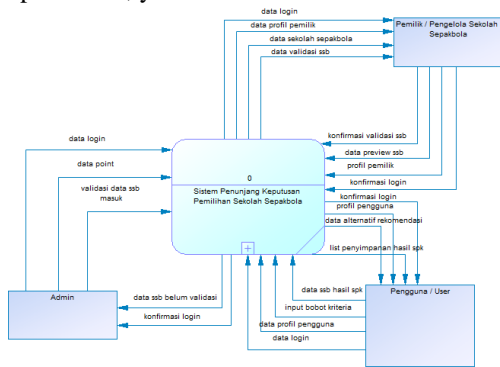 data login
data profil pemilik
data sekolah sepakbola
data validasi ssb
Pemilik / Pengelola Sekolah
Sepakbola
konfirmasi validasi ssb
data preview ssb
profil pemilik
konfirmasi login
data login
data point
validasi data ssb
masuk
0
Sistem Penunjang Keputusan
Pemilihan Sekolah Sepakbola
konfirmasi login
profil pengguna
data alternatif rekomendasi
list penyimpanan hasil spk
Admin
data ssb belum validasi
konfirmasi login
data ssb hasil spk
input bobot kriteria
data profil pengguna
data login
Pengguna / User